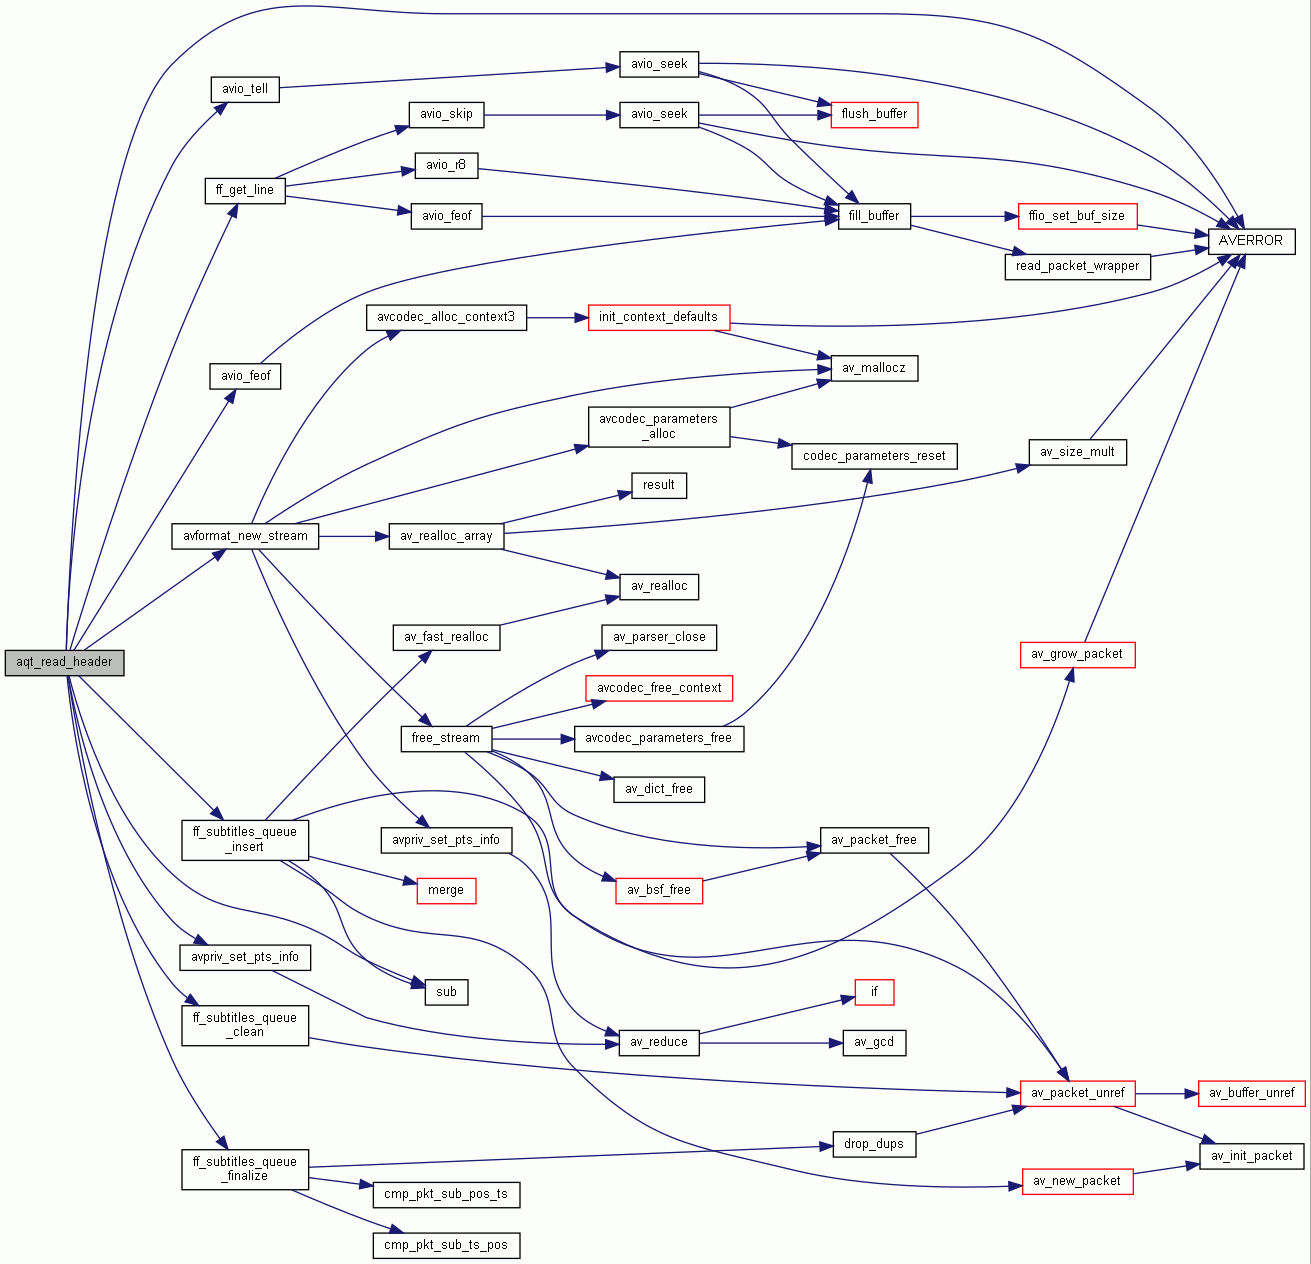 avio_seek
avio_tell
avio_skip
avio_seek
flush_buffer
avio_r8
ff_get_line
avio_feof
fill_buffer
ffio_set_buf_size
AVERROR
read_packet_wrapper
avcodec_alloc_context3
init_context_defaults
avio_feof
av_mallocz
avcodec_parameters
_alloc
codec_parameters_reset
av_size_mult
result
avformat_new_stream
av_realloc_array
av_realloc
av_fast_realloc
av_parser_close
aqt_read_header
av_grow_packet
avcodec_free_context
free_stream
avcodec_parameters_free
av_dict_free
ff_subtitles_queue
_insert
avpriv_set_pts_info
av_packet_free
merge
av_bsf_free
avpriv_set_pts_info
sub
if
ff_subtitles_queue
_clean
av_reduce
av_gcd
av_packet_unref
av_buffer_unref
drop_dups
av_init_packet
ff_subtitles_queue
_finalize
av_new_packet
cmp_pkt_sub_pos_ts
cmp_pkt_sub_ts_pos